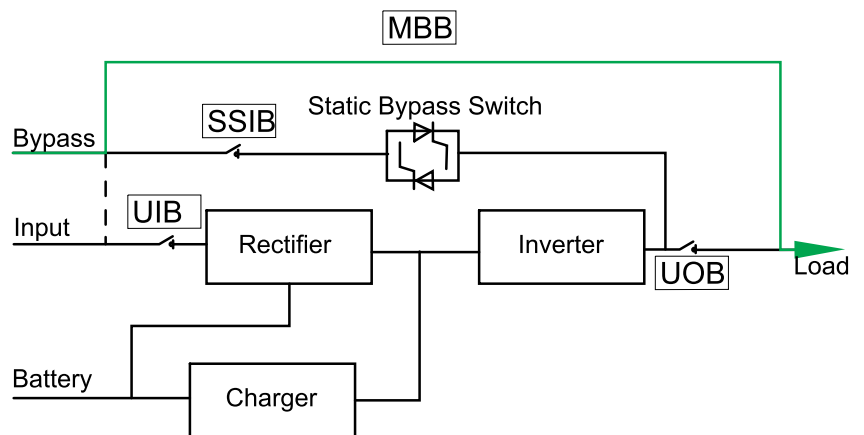 MBB
Static Bypass Switch
SSIB
Bypass
UIB
Input
Rectifier
Inverter
UOB
Load
Battery
Charger